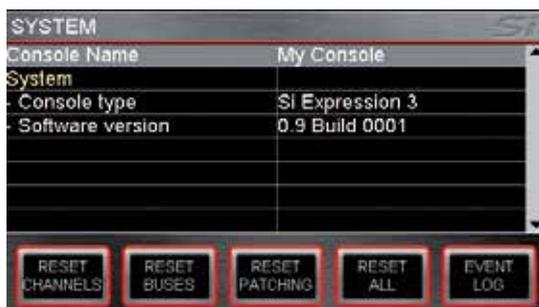 SYSTEM Si
Console Name My Console
System
- Console type Si Expression 3
- Software version 0.9 Build 0001
RESET CHANNELS
RESET BUSES
RESET PATCHING
RESET ALL
EVENT LOG